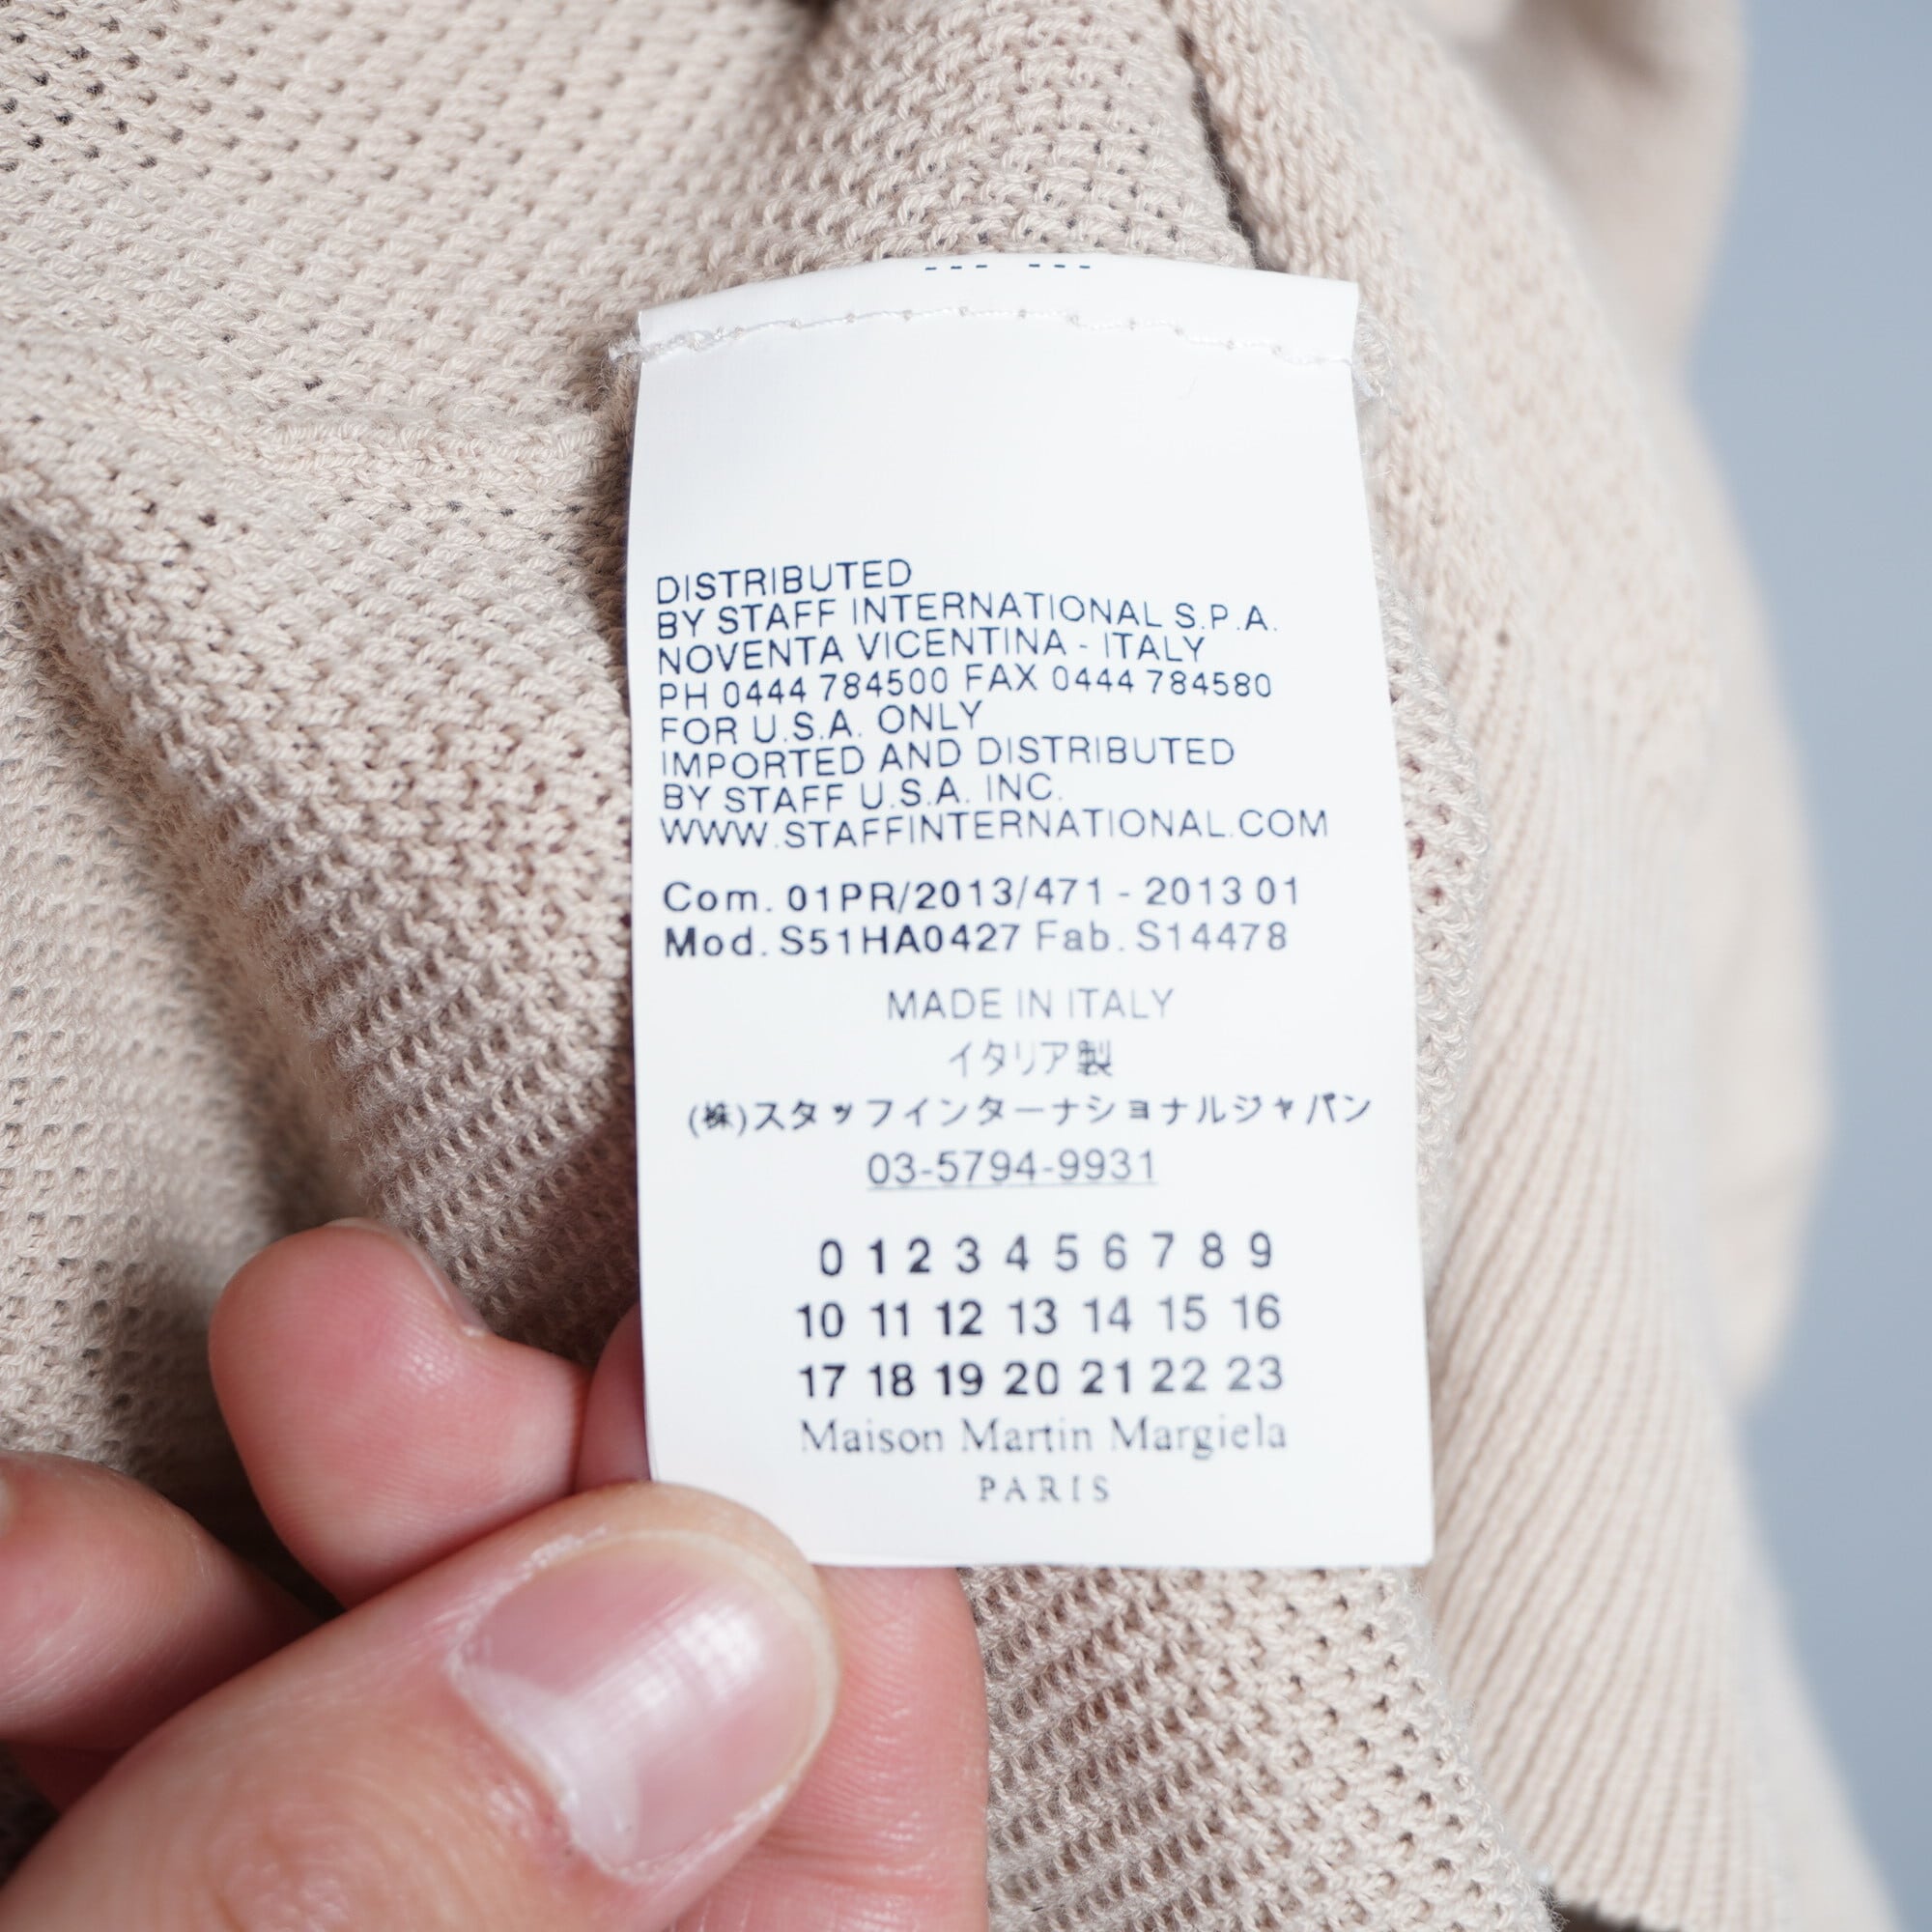 DISTRIBUTED
BY STAFF INTERNATIONAL S.P.A.
NOVENTA VICENTINA - ITALY
PH 0444 784500 FAX 0444 784580
FOR U.S.A. ONLY
IMPORTED AND DISTRIBUTED
BY STAFF U.S.A. INC.
WWW.STAFFINTERNATIONAL.COM
Com. 01PR/2013/471 - 2013 01
Mod. S51HA0427 Fab. S14478
MADE IN ITALY
イタリア製
(株)スタッフインターナショナルジャパン
03-5794-9931
0 1 2 3 4 5 6 7 8 9
10 11 12 13 14 15 16
17 18 19 20 21 22 23
Maison Martin Margiela
PARIS